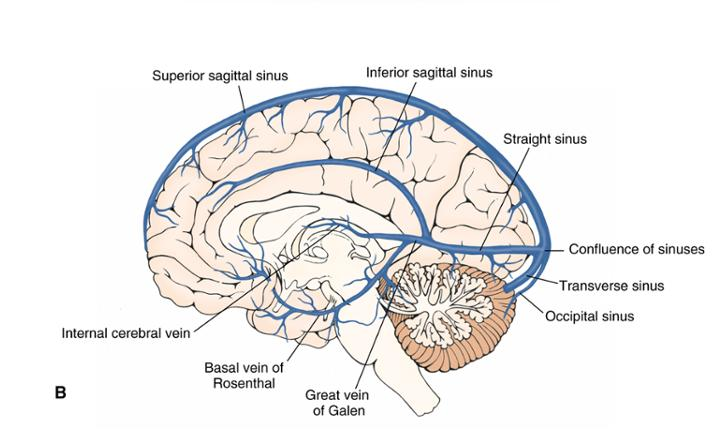 Superior sagittal sinus
Inferior sagittal sinus
Straight sinus
Confluence of sinuses
Transverse sinus
Occipital sinus
Internal cerebral vein
Basal vein of
Rosenthal
Great vein
of Galen
B